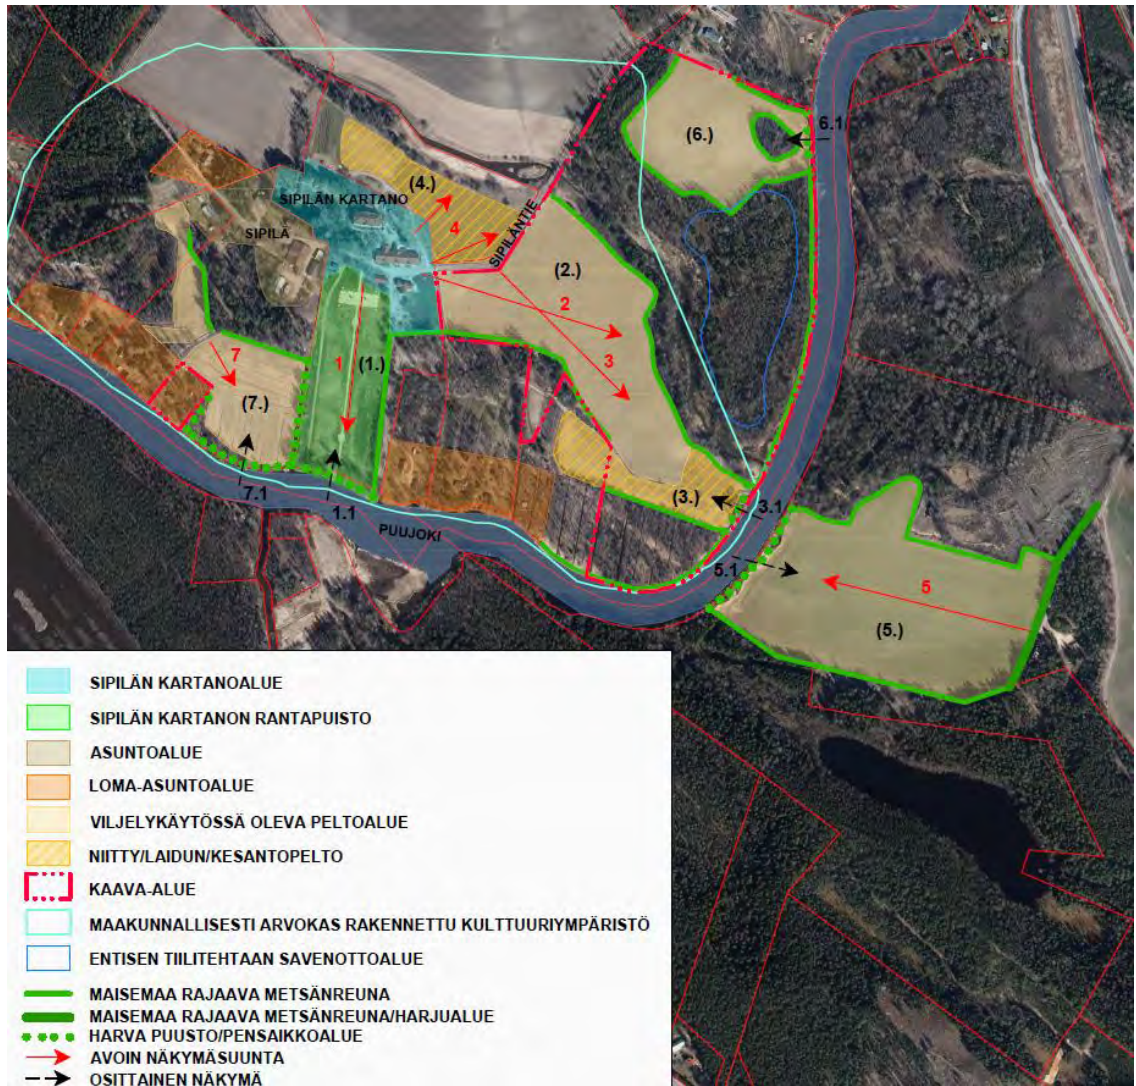 (6.)
6.1
(4.)
SIPILÄN KARTANO
4
SIPILÄ
SIPILÄNTIE
(2.)
2
3
1
(1.)
7
(7.)
7.1
1.1
PUUJOKI
(3.)
3.1
5.1
5
(5.)
SIPILÄN KARTANOALUE
SIPILÄN KARTANON RANTAPUISTO
ASUNTOALUE
LOMA-ASUNTOALUE
VILJELYKÄYTÖSSÄ OLEVA PELTOALUE
NIITTY/LAIDUN/KESANTOPELTO
KAAVA-ALUE
MAAKUNNALLISESTI ARVOKAS RAKENNETTU KULTTUURIYMPÄRISTÖ
ENTISEN TIILITEHTAAN SAVENOTTOALUE
MAISEMAA RAJAAVA METSÄNREUNA
MAISEMAA RAJAAVA METSÄNREUNA/HARJUALUE
HARVA PUUSTO/PENSAIKKOALUE
AVOIN NÄKYMÄSUUNTA
OSITTAINEN NÄKYMÄ